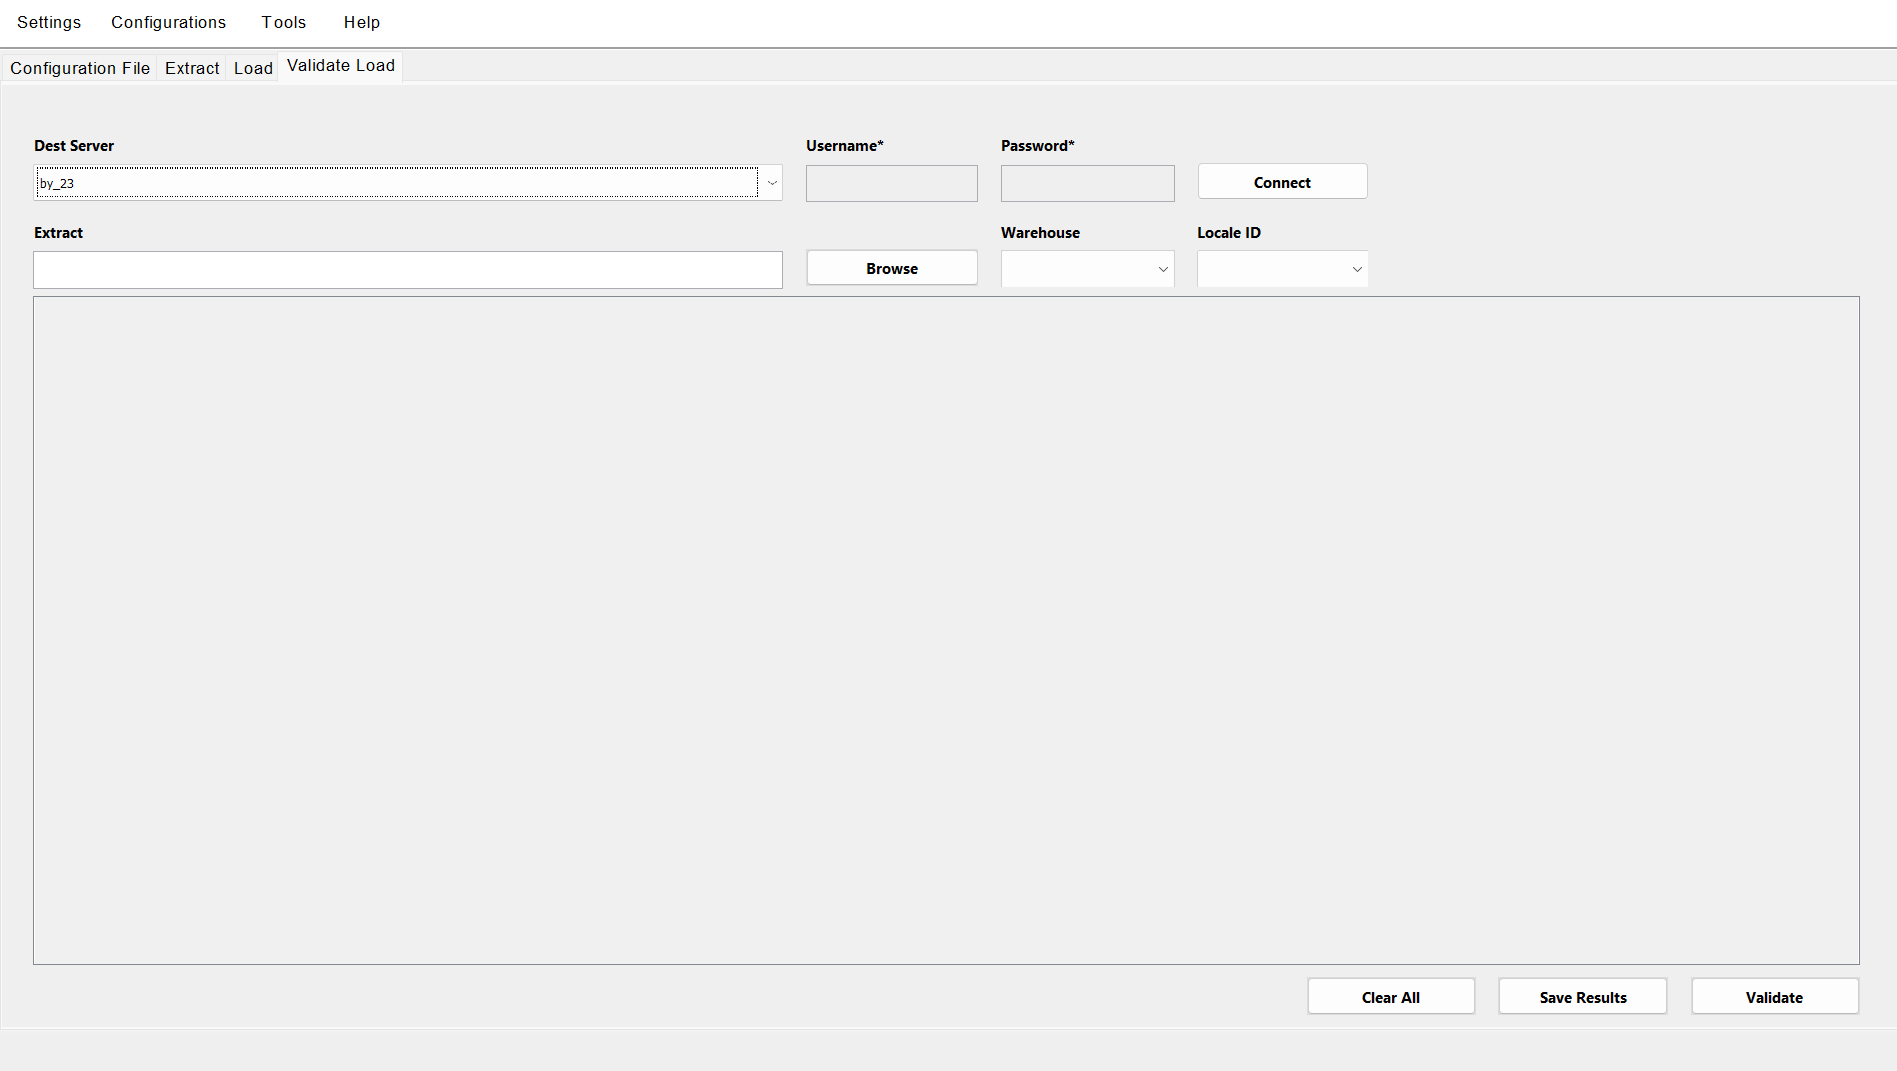 Settings Configurations Tools Help
Configuration File Extract Load Validate Load
Dest Server Username* Password*
by_23 Connect
Extract Warehouse Locale ID
Browse
Clear All Save Results Validate